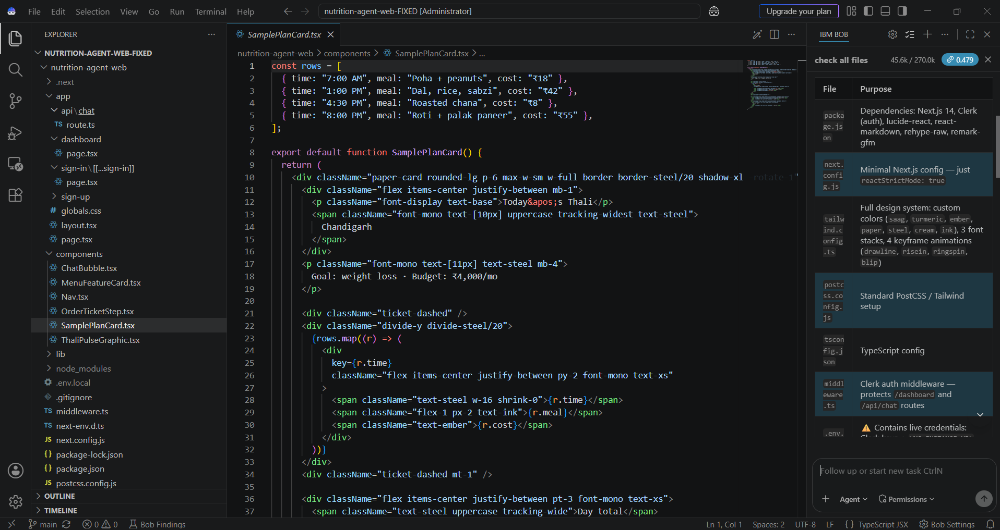 File Edit Selection View Go Run Terminal Help
nutrition-agent-web-FIXED [Administrator]
Upgrade your plan
EXPLORER
NUTRITION-AGENT-WEB-FIXED
nutrition-agent-web
.next
app
api\chat
TS route.ts
dashboard
page.tsx
sign-in\[[...sign-in]]
page.tsx
sign-up
# globals.css
layout.tsx
page.tsx
components
ChatBubble.tsx
MenuFeatureCard.tsx
Nav.tsx
OrderTicketStep.tsx
SamplePlanCard.tsx
ThaliPulseGraphic.tsx
lib
node_modules
.env.local
.gitignore
TS middleware.ts
TS next-env.d.ts
JS next.config.js
{} package-lock.json
{} package.json
JS postcss.config.js
OUTLINE
TIMELINE
SamplePlanCard.tsx
nutrition-agent-web > components > SamplePlanCard.tsx > ...
1 const rows = [
2 { time: "7:00 AM", meal: "Poha + peanuts", cost: "₹18" },
3 { time: "1:00 PM", meal: "Dal, rice, sabzi", cost: "₹42" },
4 { time: "4:30 PM", meal: "Roasted chana", cost: "₹8" },
5 { time: "8:00 PM", meal: "Roti + palak paneer", cost: "₹55" },
6 ];
7
8 export default function SamplePlanCard() {
9 return (
10 <div className="paper-card rounded-lg p-6 max-w-sm w-full border border-steel/20 shadow-xl -rotate-1"
11 <div className="flex items-center justify-between mb-1">
12 <p className="font-display text-base">Today&apos;s Thali</p>
13 <span className="font-mono text-[10px] uppercase tracking-widest text-steel">
14 Chandigarh
15 </span>
16 </div>
17 <p className="font-mono text-[11px] text-steel mb-4">
18 Goal: weight loss · Budget: ₹4,000/mo
19 </p>
20
21 <div className="ticket-dashed" />
22 <div className="divide-y divide-steel/20">
23 {rows.map((r) => (
24 <div
25 key={r.time}
26 className="flex items-center justify-between py-2 font-mono text-xs"
27 >
28 <span className="text-steel w-16 shrink-0">{r.time}</span>
29 <span className="flex-1 px-2 text-ink">{r.meal}</span>
30 <span className="text-ember">{r.cost}</span>
31 </div>
32 ))}
33 </div>
34 <div className="ticket-dashed mt-1" />
35
36 <div className="flex items-center justify-between pt-3 font-mono text-xs">
37 <span className="text-steel uppercase tracking-wide">Day total</span>
IBM BOB
check all files 45.6k / 270.0k 0.479
File Purpose
packa
ge.js
on
Dependencies: Next.js 14, Clerk
(auth), lucide-react, react-
markdown, rehype-raw, remark-
gfm
next.
confi
g.js
Minimal Next.js config — just
reactStrictMode: true
tailw
ind.c
onfig
.ts
Full design system: custom
colors (saag, turmeric, ember,
paper, steel, cream, ink), 3 font
stacks, 4 keyframe animations
(drawline, risein, ringspin,
blip)
postc
ss.co
nfig.
js
Standard PostCSS / Tailwind
setup
tscon
fig.j
son
TypeScript config
middl
eware
.ts
Clerk auth middleware —
protects /dashboard and
/api/chat routes
.env.
⚠ Contains live credentials:
Follow up or start new task CtrlN
Agent Permissions
main 0 0 Bob Findings
Ln 1, Col 1 Spaces: 2 UTF-8 LF {} TypeScript JSX Bob Settings